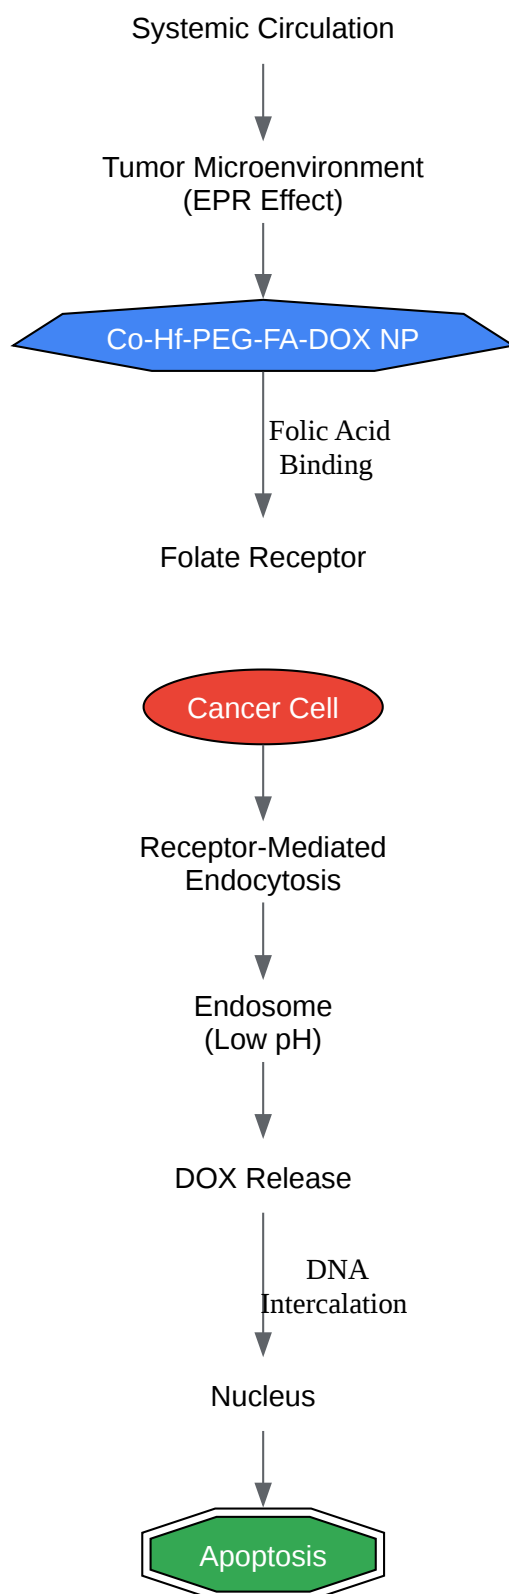 Systemic Circulation
Tumor Microenvironment
(EPR Effect)
Co-Hf-PEG-FA-DOX NP
Folic Acid
Binding
Folate Receptor
Cancer Cell
Receptor-Mediated
Endocytosis
Endosome
(Low pH)
DOX Release
DNA
Intercalation
Nucleus
Apoptosis